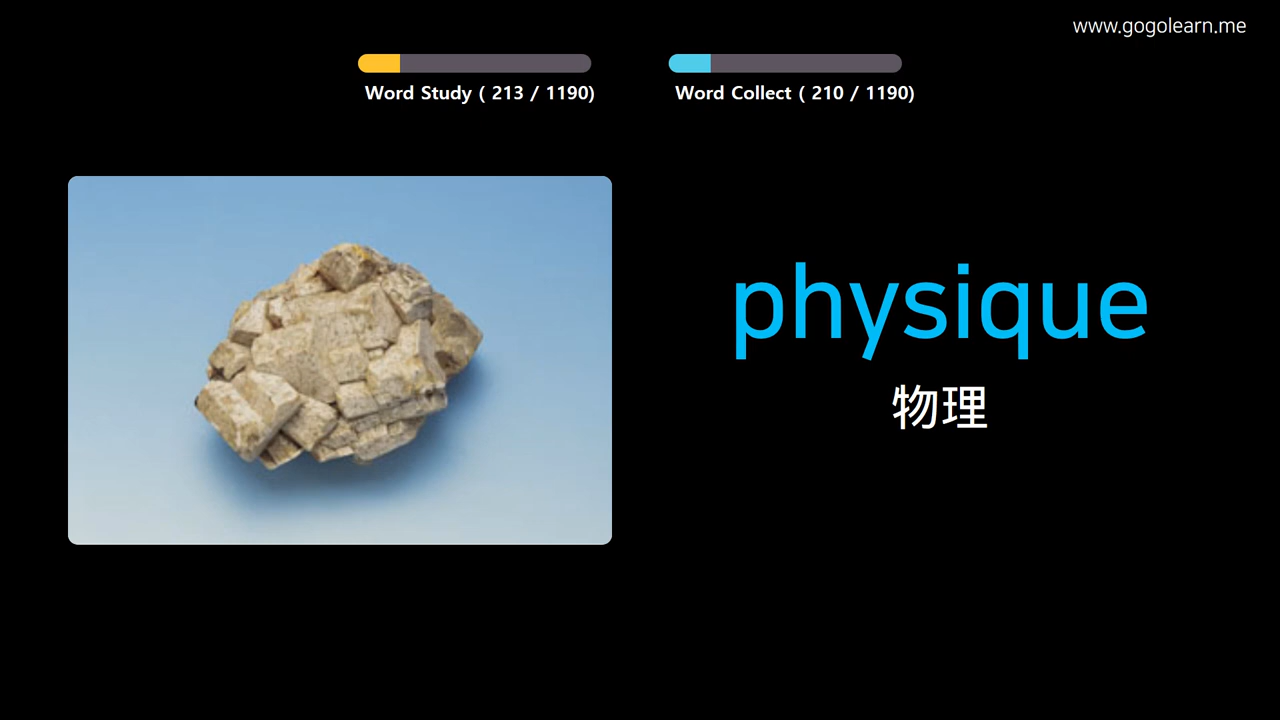 www.gogolearn.me
Word Study ( 213 / 1190)
Word Collect ( 210 / 1190)
physique
物理